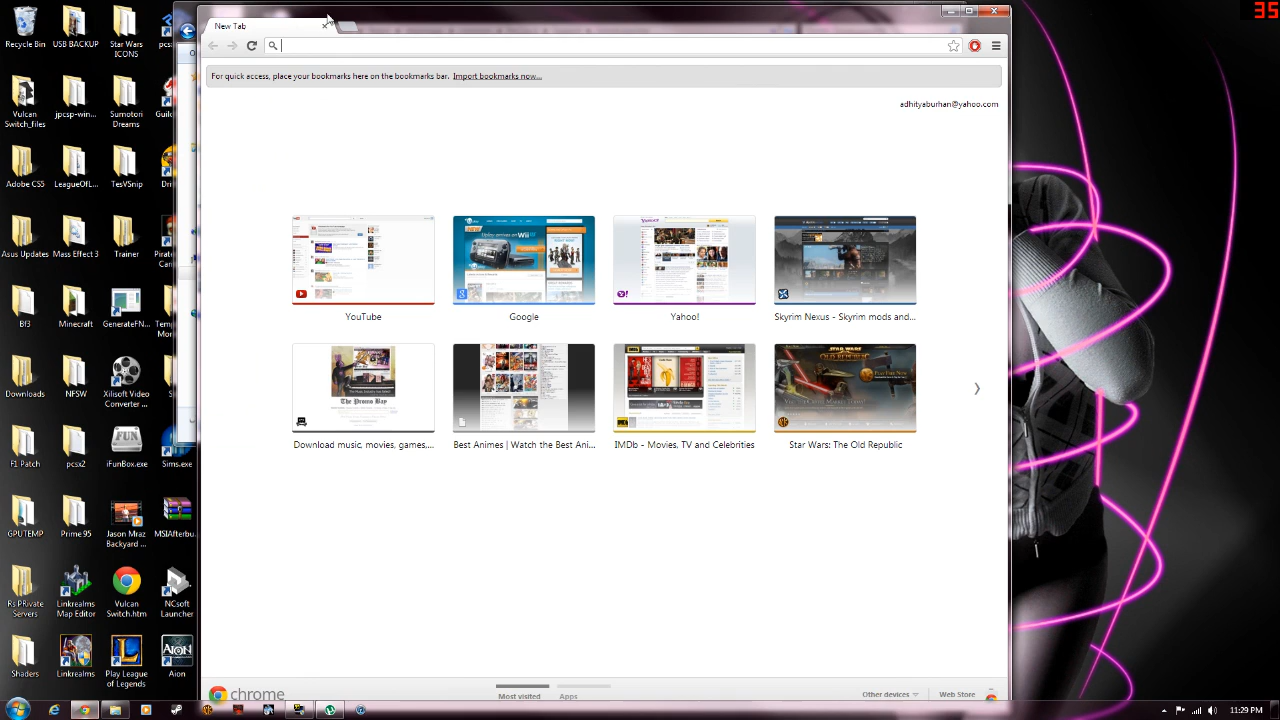 35
New Tab
For quick access, place your bookmarks here on the bookmarks bar. Import bookmarks now...
adhityaburhan@yahoo.com
YouTube
Google
Yahoo!
Skyrim Nexus - Skyrim mods and...
Download music, movies, games,...
Best Animes | Watch the Best Ani...
IMDb - Movies, TV and Celebrities
Star Wars: The Old Republic
chrome
Most visited
Apps
Other devices
Web Store
Recycle Bin
USB BACKUP
Star Wars ICONS
Vulcan Switch_files
jpcsp-win...
Sumotori Dreams
Adobe CS5
LeagueOfL...
TesVSnip
Mass Effect 3
Trainer
Bf3
Minecraft
GenerateFN...
NFSW
Xilisoft Video Converter ...
F1 Patch
pcsx2
iFunBox.exe
Sims.exe
GPUTEMP
Prime 95
Jason Mraz Backyard ...
MSIAfterbu...
Rs Private Servers
Linkrealms Map Editor
Vulcan Switch.htm
NCsoft Launcher
Shaders
Linkrealms
Play League of Legends
Aion
11:29 PM